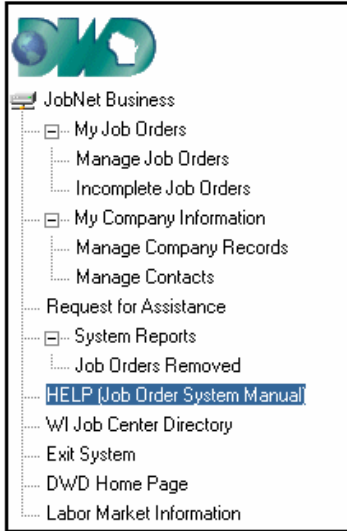 DWD
JobNet Business
My Job Orders
Manage Job Orders
Incomplete Job Orders
My Company Information
Manage Company Records
Manage Contacts
Request for Assistance
System Reports
Job Orders Removed
HELP (Job Order System Manual)
WI Job Center Directory
Exit System
DWD Home Page
Labor Market Information